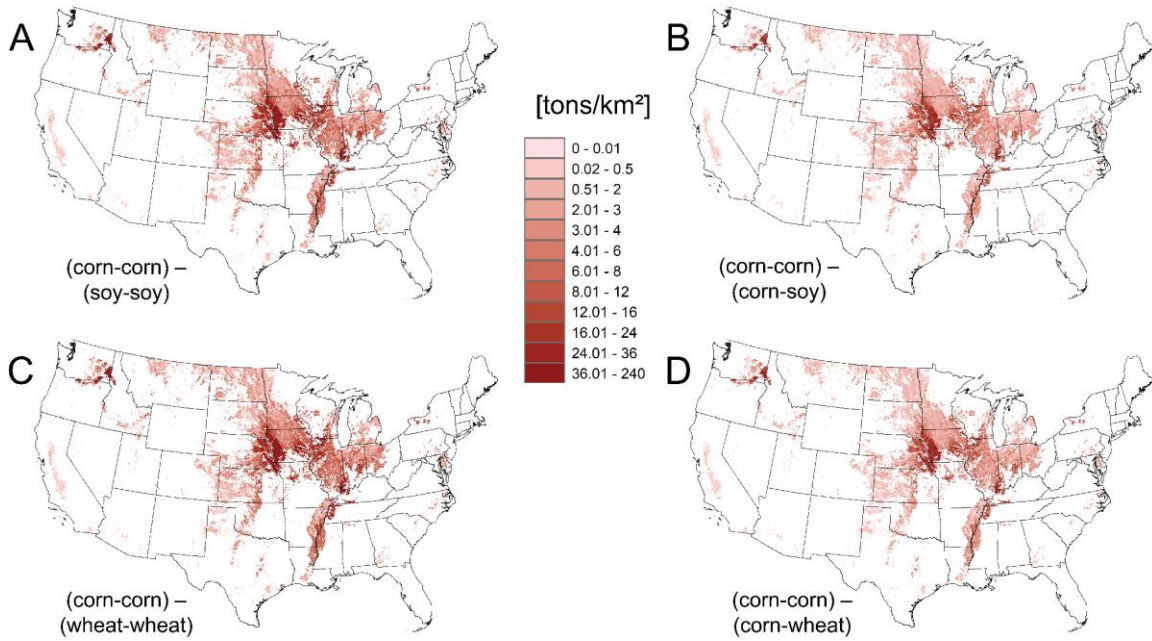 A
B
[tons/km²]
0 - 0.01
0.02 - 0.5
0.51 - 2
2.01 - 3
3.01 - 4
4.01 - 6
6.01 - 8
8.01 - 12
12.01 - 16
16.01 - 24
24.01 - 36
36.01 - 240
(corn-corn) –
(soy-soy)
(corn-corn) –
(corn-soy)
C
D
(corn-corn) –
(wheat-wheat)
(corn-corn) –
(corn-wheat)